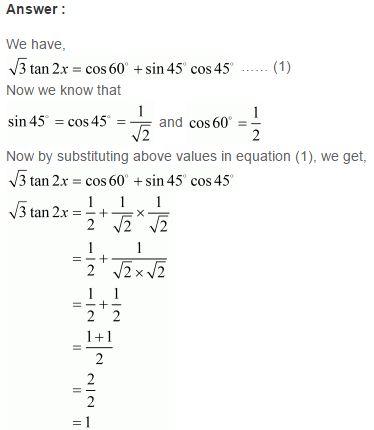 Answer :
We have,
√3 tan 2x = cos 60° + sin 45° cos 45° ...... (1)
Now we know that
sin 45° = cos 45° = 1/√2 and cos 60° = 1/2
Now by substituting above values in equation (1), we get,
√3 tan 2x = cos 60° + sin 45° cos 45°
√3 tan 2x = 1/2 + 1/√2 × 1/√2
= 1/2 + 1/(√2 × √2)
= 1/2 + 1/2
= (1+1)/2
= 2/2
= 1